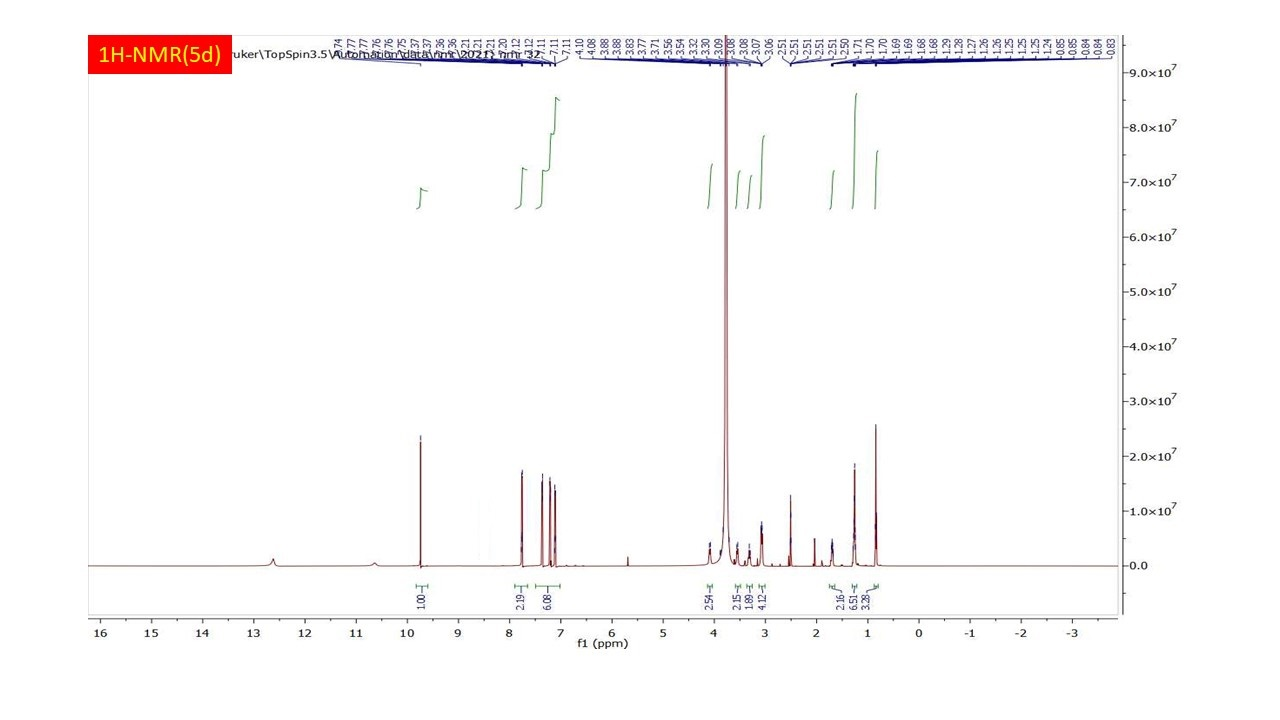 1H-NMR(5d)
uker\TopSpin3.5\Automation\data\nmr\2021\ nmr 32
.74 7.77 7.77 7.76 7.76 7.75 7.37 7.37 7.36 7.36 7.21 7.21 7.21 7.20 7.12 7.12 7.11 7.11 7.11 4.10 4.08 3.88 3.88 3.83 3.77 3.71 3.56 3.54 3.32 3.30 3.09 3.08 3.08 3.07 3.06 2.51 2.51 2.51 2.51 2.50 1.71 1.70 1.70 1.69 1.69 1.68 1.68 1.29 1.28 1.27 1.26 1.26 1.25 1.25 1.24 0.85 0.85 0.84 0.84 0.83
9.0×10⁷
8.0×10⁷
7.0×10⁷
6.0×10⁷
5.0×10⁷
4.0×10⁷
3.0×10⁷
2.0×10⁷
1.0×10⁷
0.0
1.00 2.19 6.08 2.54 2.15 1.89 4.12 2.16 6.51 3.28
16 15 14 13 12 11 10 9 8 7 6 5 4 3 2 1 0 -1 -2 -3
f1 (ppm)